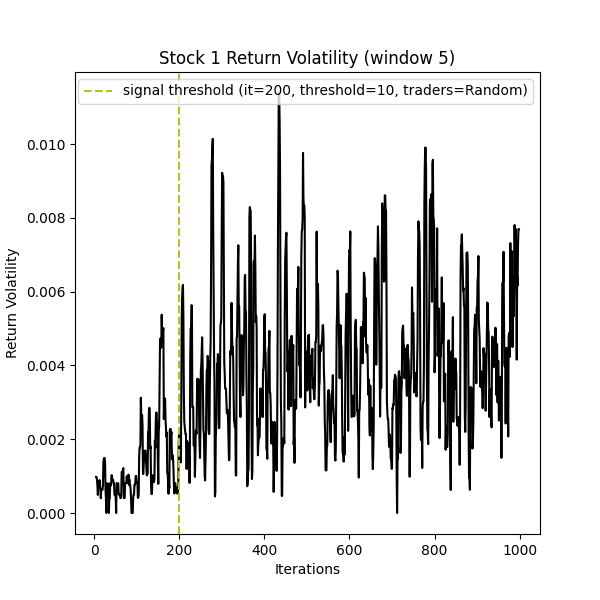 Stock 1 Return Volatility (window 5)
signal threshold (it=200, threshold=10, traders=Random)
Return Volatility
0.010
0.008
0.006
0.004
0.002
0.000
0 200 400 600 800 1000
Iterations